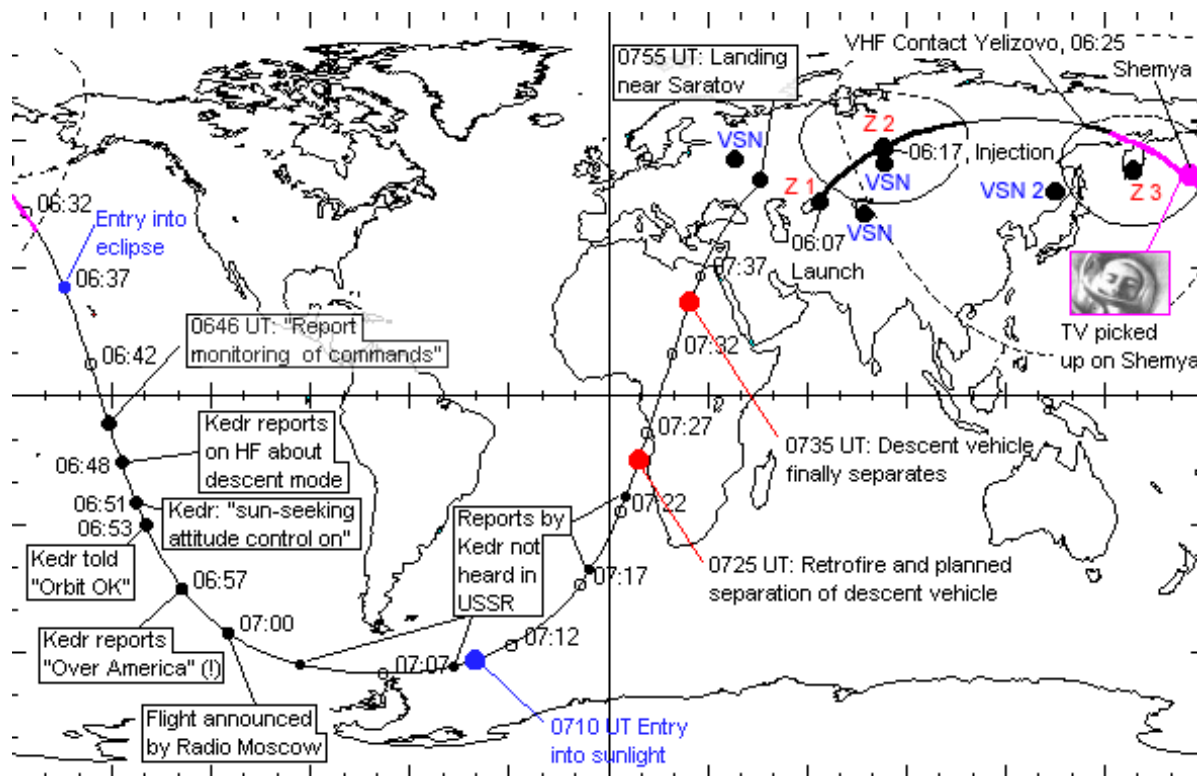 VHF Contact Yelizovo, 06:25
0755 UT: Landing
near Saratov
Shemya
VSN
Z 2
06:17, Injection
Z 1
VSN
VSN 2
Z 3
VSN
06:07
Launch
06:32
Entry into
eclipse
06:37
07:37
0646 UT: "Report
monitoring of commands"
TV picked
up on Shemya
06:42
07:32
Kedr reports
on HF about
descent mode
06:48
07:27
0735 UT: Descent vehicle
finally separates
06:51
Kedr: "sun-seeking
attitude control on"
06:53
Reports by
Kedr not
heard in
USSR
07:22
Kedr told
"Orbit OK"
06:57
07:17
0725 UT: Retrofire and planned
separation of descent vehicle
07:00
07:12
Kedr reports
"Over America" (!)
07:07
Flight announced
by Radio Moscow
0710 UT Entry
into sunlight